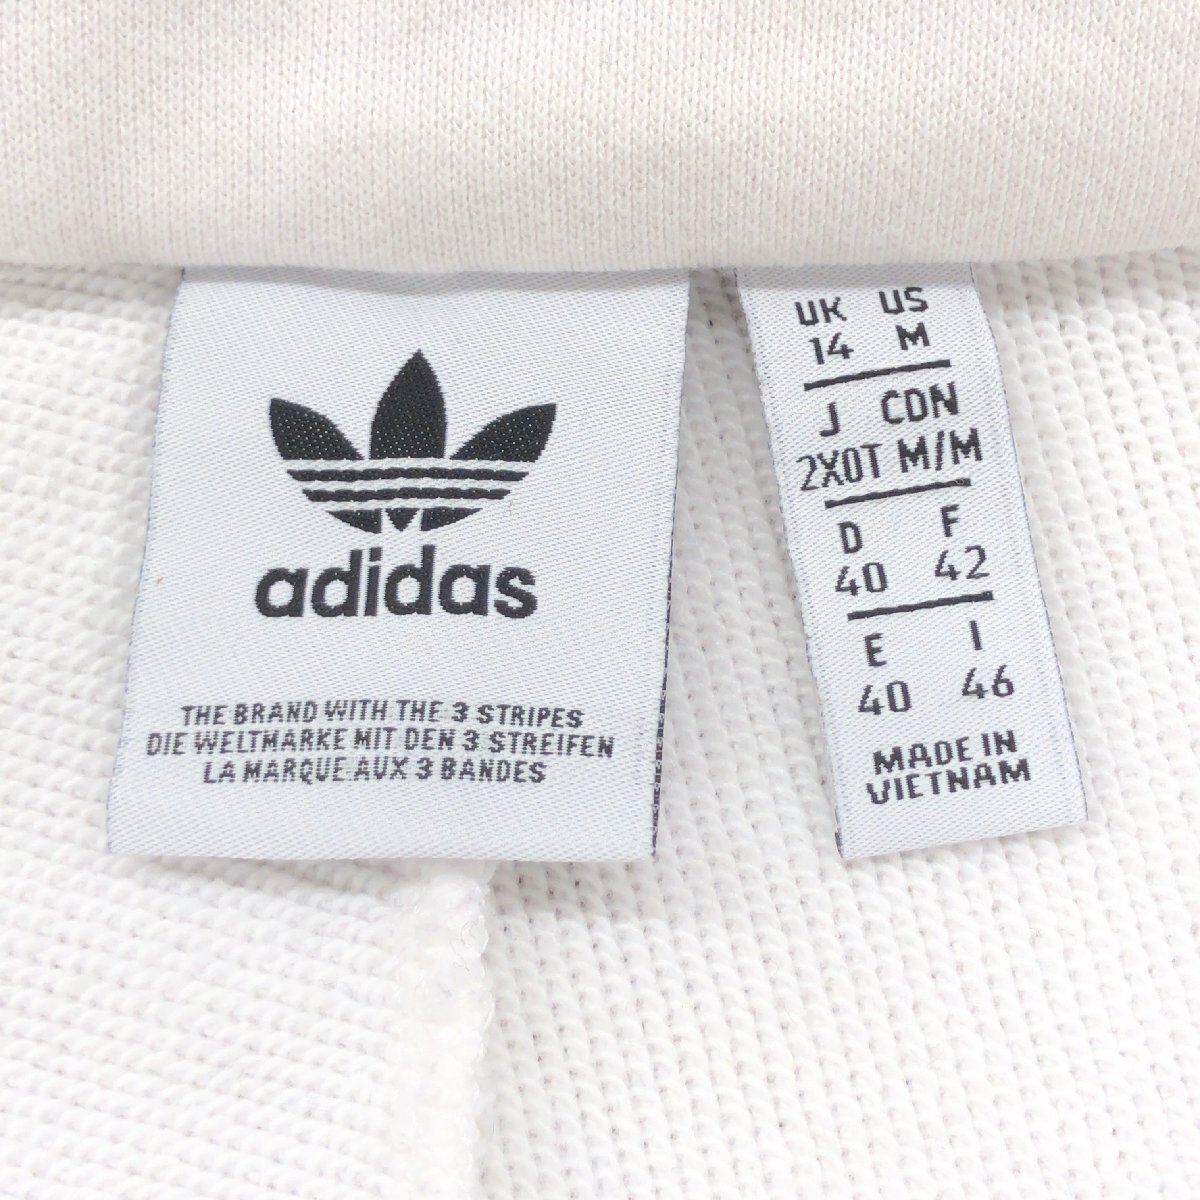 adidas
THE BRAND WITH THE 3 STRIPES
DIE WELTMARKE MIT DEN 3 STREIFEN
LA MARQUE AUX 3 BANDES
UK US
14 M
J CDN
2XOT M/M
D F
40 42
E I
40 46
MADE IN
VIETNAM